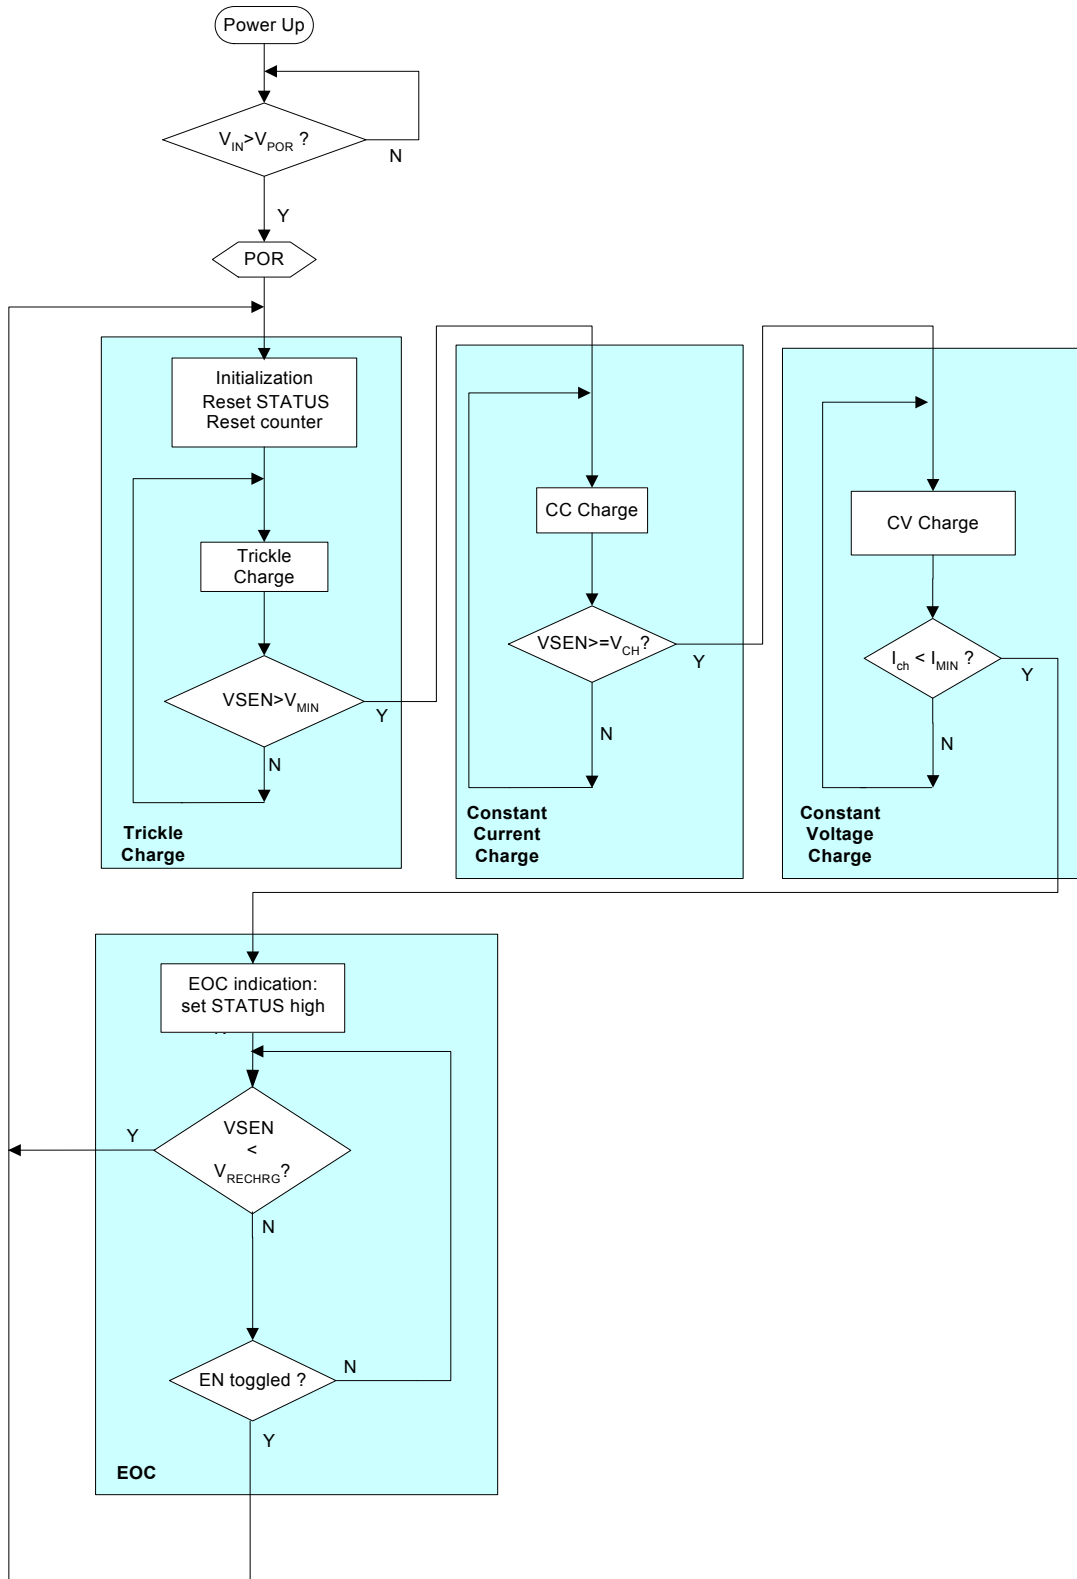 Power Up
V_IN>V_POR ?
N
Y
POR
Initialization
Reset STATUS
Reset counter
Trickle
Charge
VSEN>V_MIN
Y
N
Trickle
Charge
CC Charge
VSEN>=V_CH?
Y
N
Constant
Current
Charge
CV Charge
I_ch < I_MIN ?
Y
N
Constant
Voltage
Charge
EOC indication:
set STATUS high
VSEN
<
V_RECHRG?
Y
N
EN toggled ?
N
Y
EOC